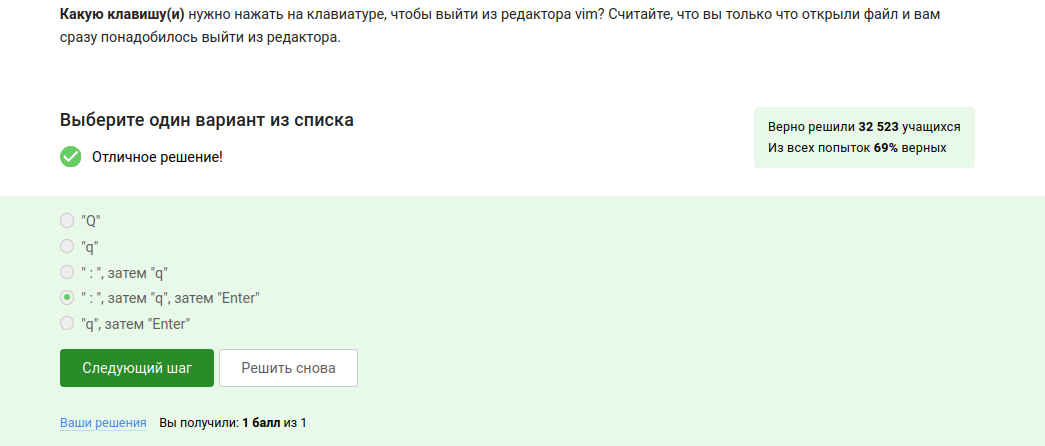 Какую клавишу(и) нужно нажать на клавиатуре, чтобы выйти из редактора vim? Считайте, что вы только что открыли файл и вам
сразу понадобилось выйти из редактора.
Выберите один вариант из списка
Отличное решение!
Верно решили 32 523 учащихся
Из всех попыток 69% верных
"Q"
"q"
" : ", затем "q"
" : ", затем "q", затем "Enter"
"q", затем "Enter"
Следующий шаг
Решить снова
Ваши решения Вы получили: 1 балл из 1